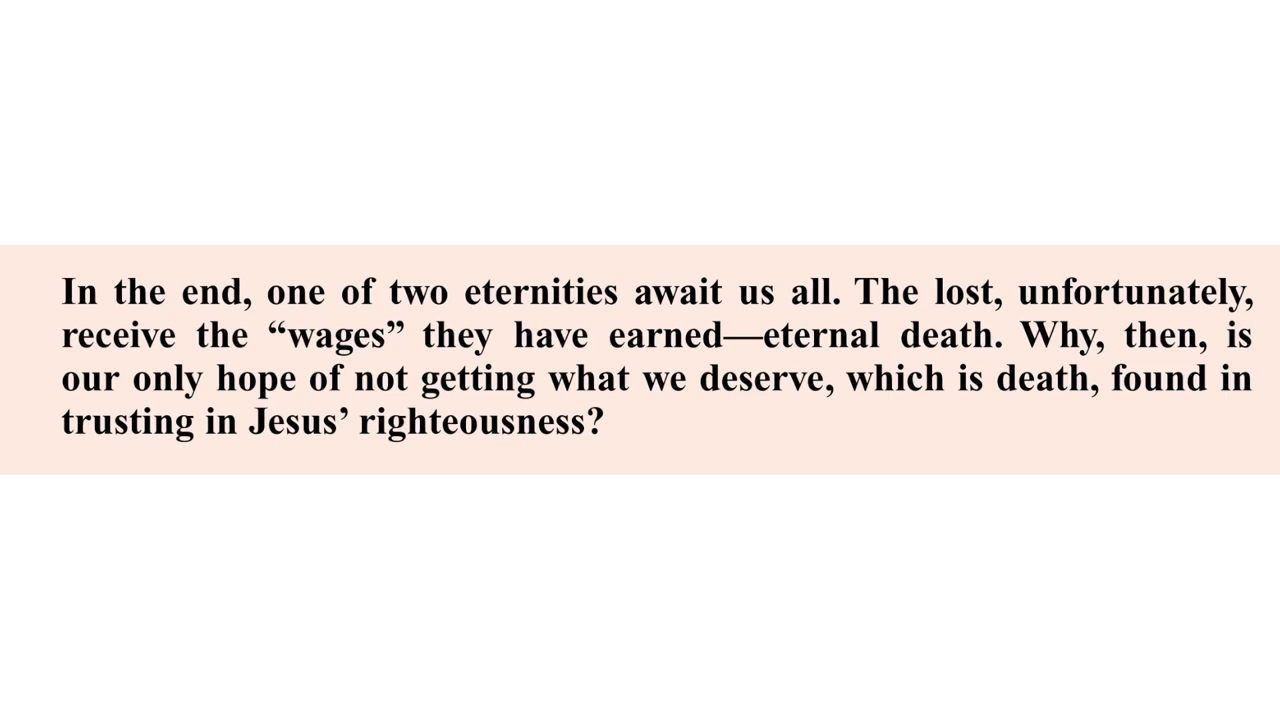 In the end, one of two eternities await us all. The lost, unfortunately,
receive the “wages” they have earned—eternal death. Why, then, is
our only hope of not getting what we deserve, which is death, found in
trusting in Jesus’ righteousness?